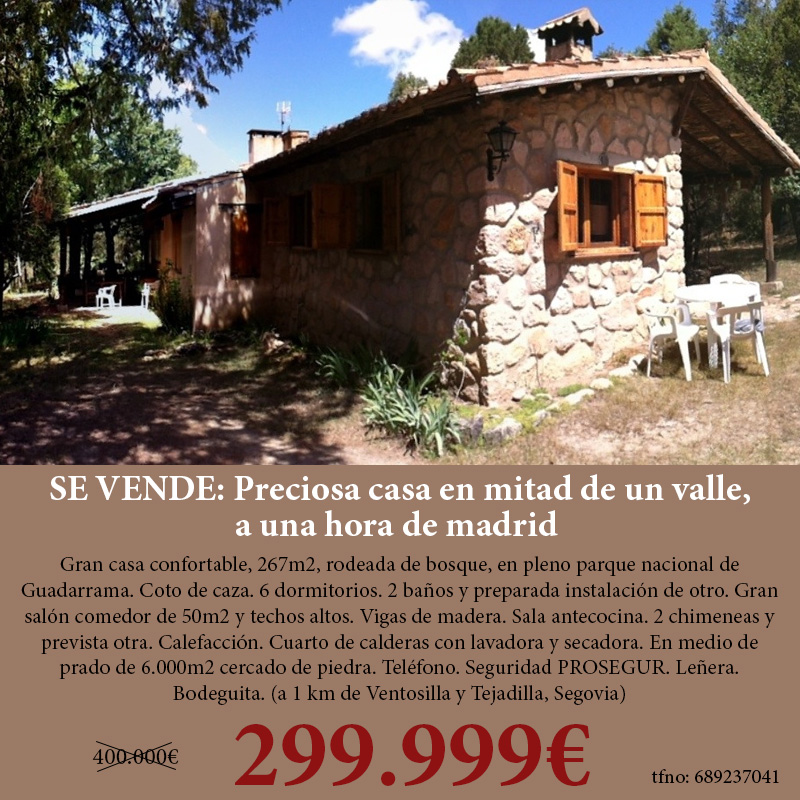 SE VENDE: Preciosa casa en mitad de un valle,
a una hora de madrid
Gran casa confortable, 267m2, rodeada de bosque, en pleno parque nacional de
Guadarrama. Coto de caza. 6 dormitorios. 2 baños y preparada instalación de otro. Gran
salón comedor de 50m2 y techos altos. Vigas de madera. Sala antecocina. 2 chimeneas y
prevista otra. Calefacción. Cuarto de calderas con lavadora y secadora. En medio de
prado de 6.000m2 cercado de piedra. Teléfono. Seguridad PROSEGUR. Leñera.
Bodeguita. (a 1 km de Ventosilla y Tejadilla, Segovia)
400.000€
299.999€
tfno: 689237041